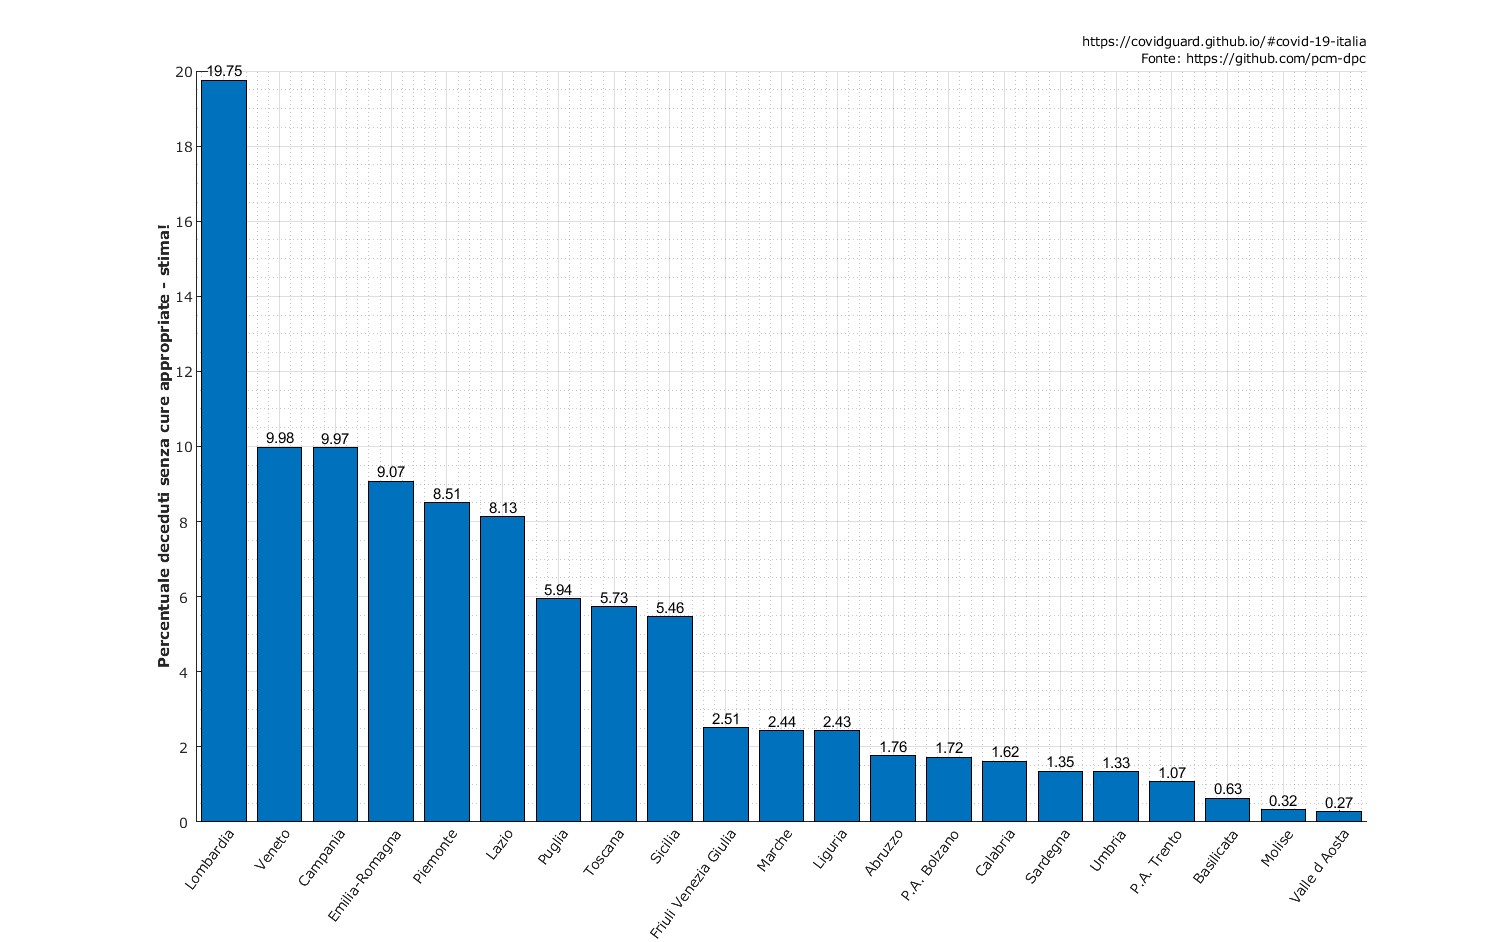 https://covidguard.github.io/#covid-19-italia
Fonte: https://github.com/pcm-dpc
Percentuale deceduti senza cure appropriate - stima!
20
18
16
14
12
10
8
6
4
2
0
19.75
9.98
9.97
9.07
8.51
8.13
5.94
5.73
5.46
2.51
2.44
2.43
1.76
1.72
1.62
1.35
1.33
1.07
0.63
0.32
0.27
Lombardia
Veneto
Campania
Emilia-Romagna
Piemonte
Lazio
Puglia
Toscana
Sicilia
Friuli Venezia Giulia
Marche
Liguria
Abruzzo
P.A. Bolzano
Calabria
Sardegna
Umbria
P.A. Trento
Basilicata
Molise
Valle d Aosta